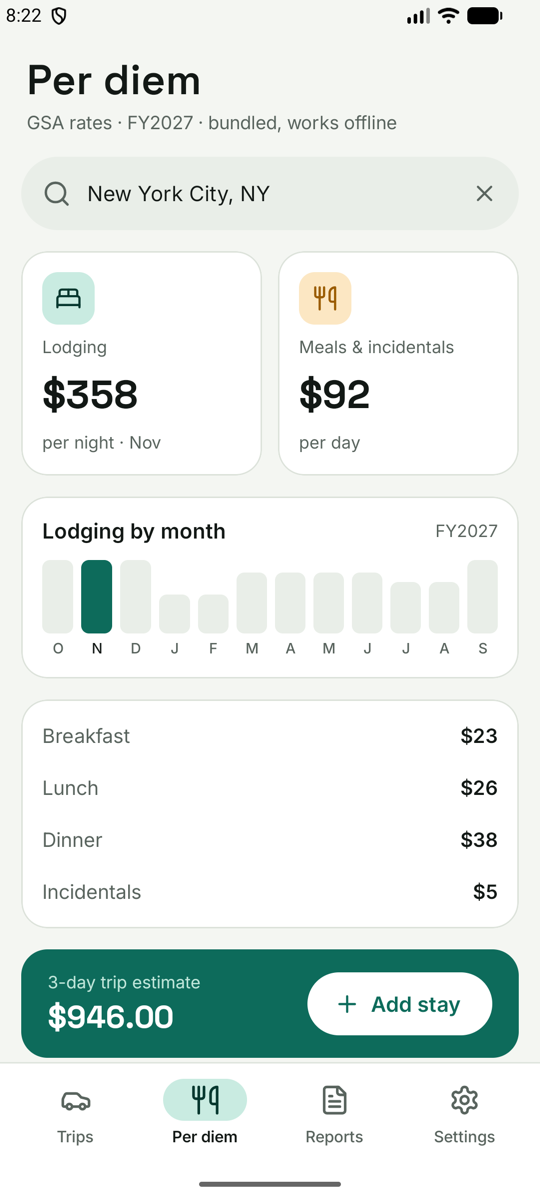 8:22
Per diem
GSA rates · FY2027 · bundled, works offline
New York City, NY
Lodging
$358
per night · Nov
Meals & incidentals
$92
per day
Lodging by month FY2027
O N D J F M A M J J A S
Breakfast $23
Lunch $26
Dinner $38
Incidentals $5
3-day trip estimate
$946.00
Add stay
Trips Per diem Reports Settings